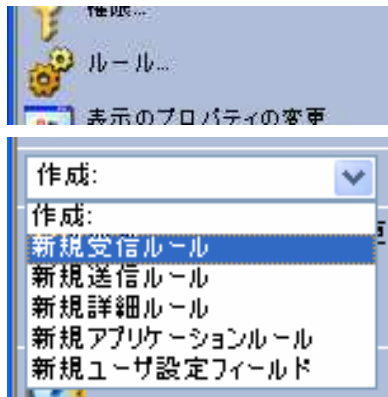 権限...
ルール...
表示のプロパティの変更
作成:
作成:
新規受信ルール
新規送信ルール
新規詳細ルール
新規アプリケーションルール
新規ユーザ設定フィールド